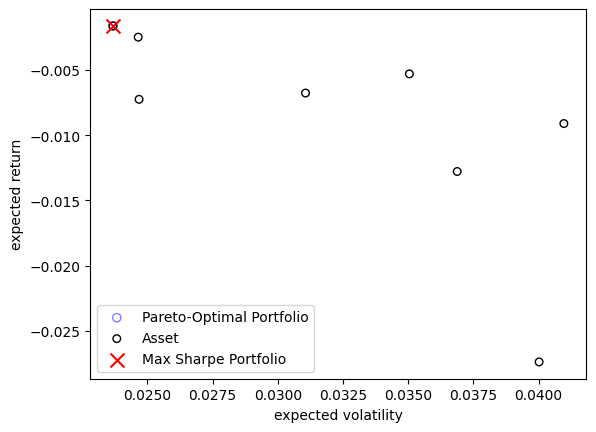 −0.005
−0.010
−0.015
−0.020
−0.025
expected return
Pareto-Optimal Portfolio
Asset
Max Sharpe Portfolio
0.0250
0.0275
0.0300
0.0325
0.0350
0.0375
0.0400
expected volatility